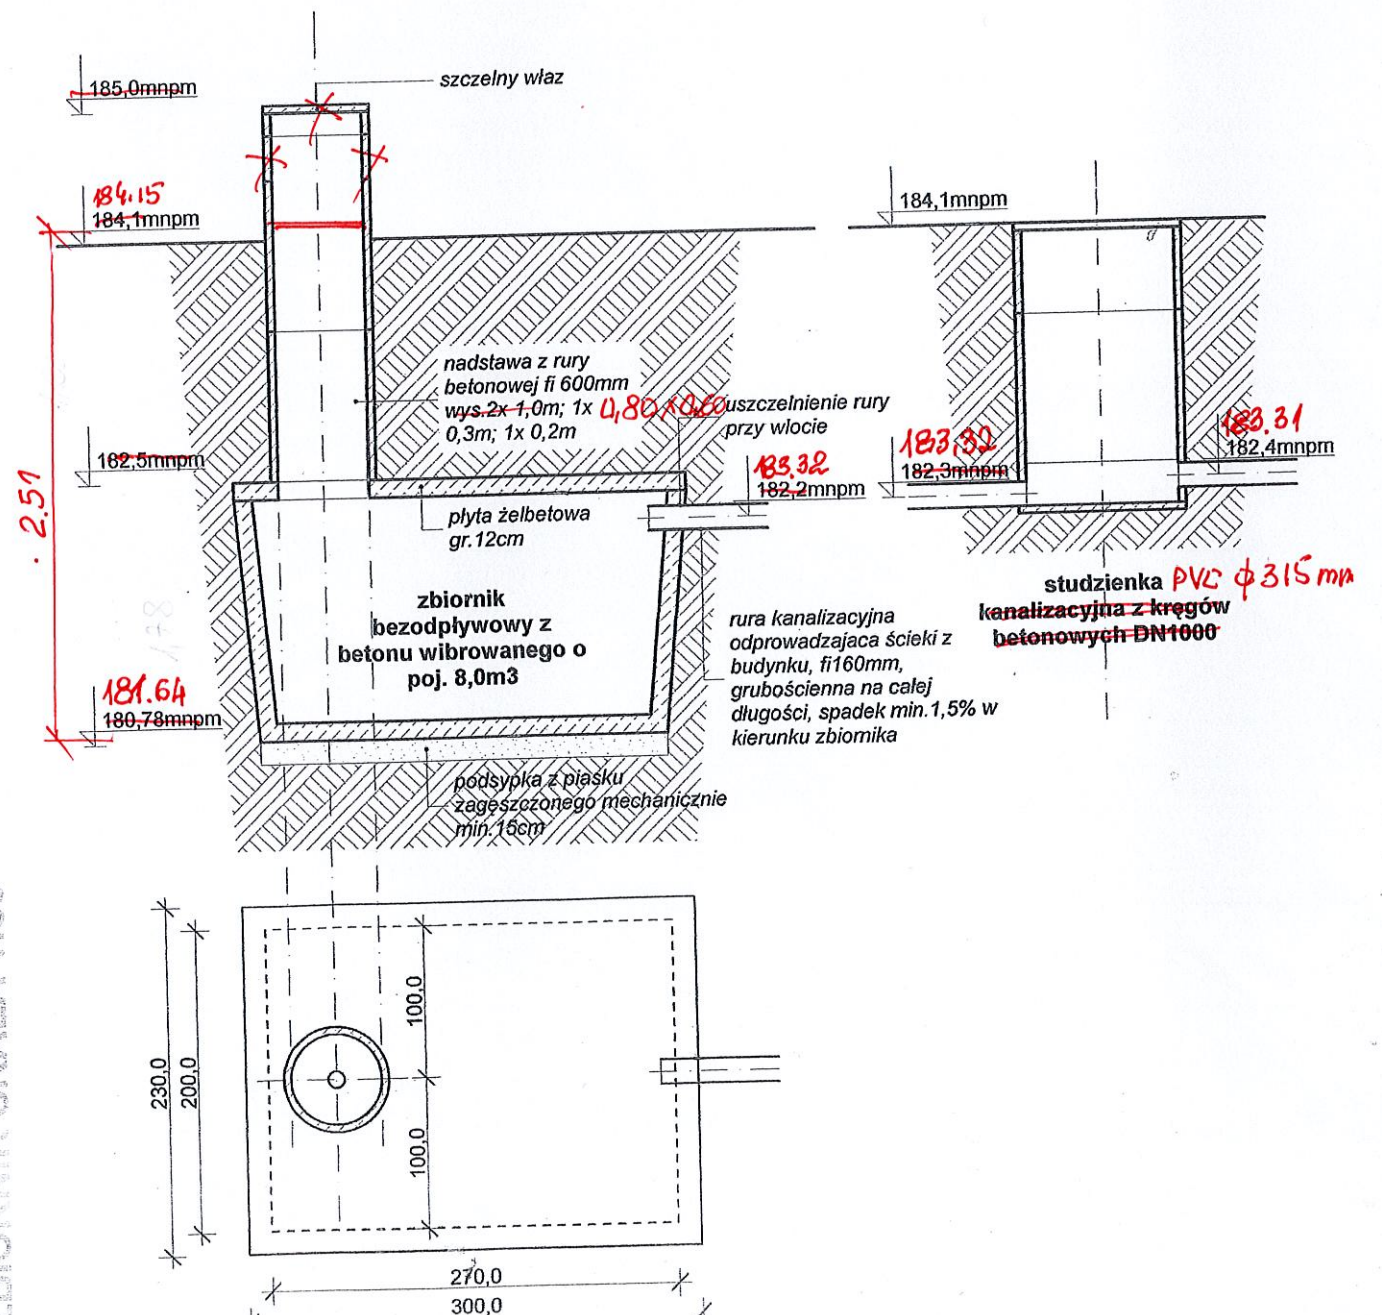 szczelny właz
185,0mnpm
184.15
184,1mnpm
184,1mnpm
nadstawa z rury
betonowej fi 600mm
wys.2x 1,0m; 1x 0,80x0,60
0,3m; 1x 0,2m
uszczelnienie rury
przy wlocie
182,5mnpm
183.32
182,2mnpm
183,32
182,3mnpm
183.31
182,4mnpm
2.51
płyta żelbetowa
gr.12cm
zbiornik
bezodpływowy z
betonu wibrowanego o
poj. 8,0m3
studzienka PVC ϕ315 mm
kanalizacyjna z kręgów
betonowych DN1000
rura kanalizacyjna
odprowadzajaca ścieki z
budynku, fi160mm,
grubościenna na całej
długości, spadek min.1,5% w
kierunku zbiornika
1,78
181.64
180,78mnpm
podsypka z piasku
zagęszczonego mechanicznie
min.15cm
230,0
200,0
100,0
100,0
270,0
300,0